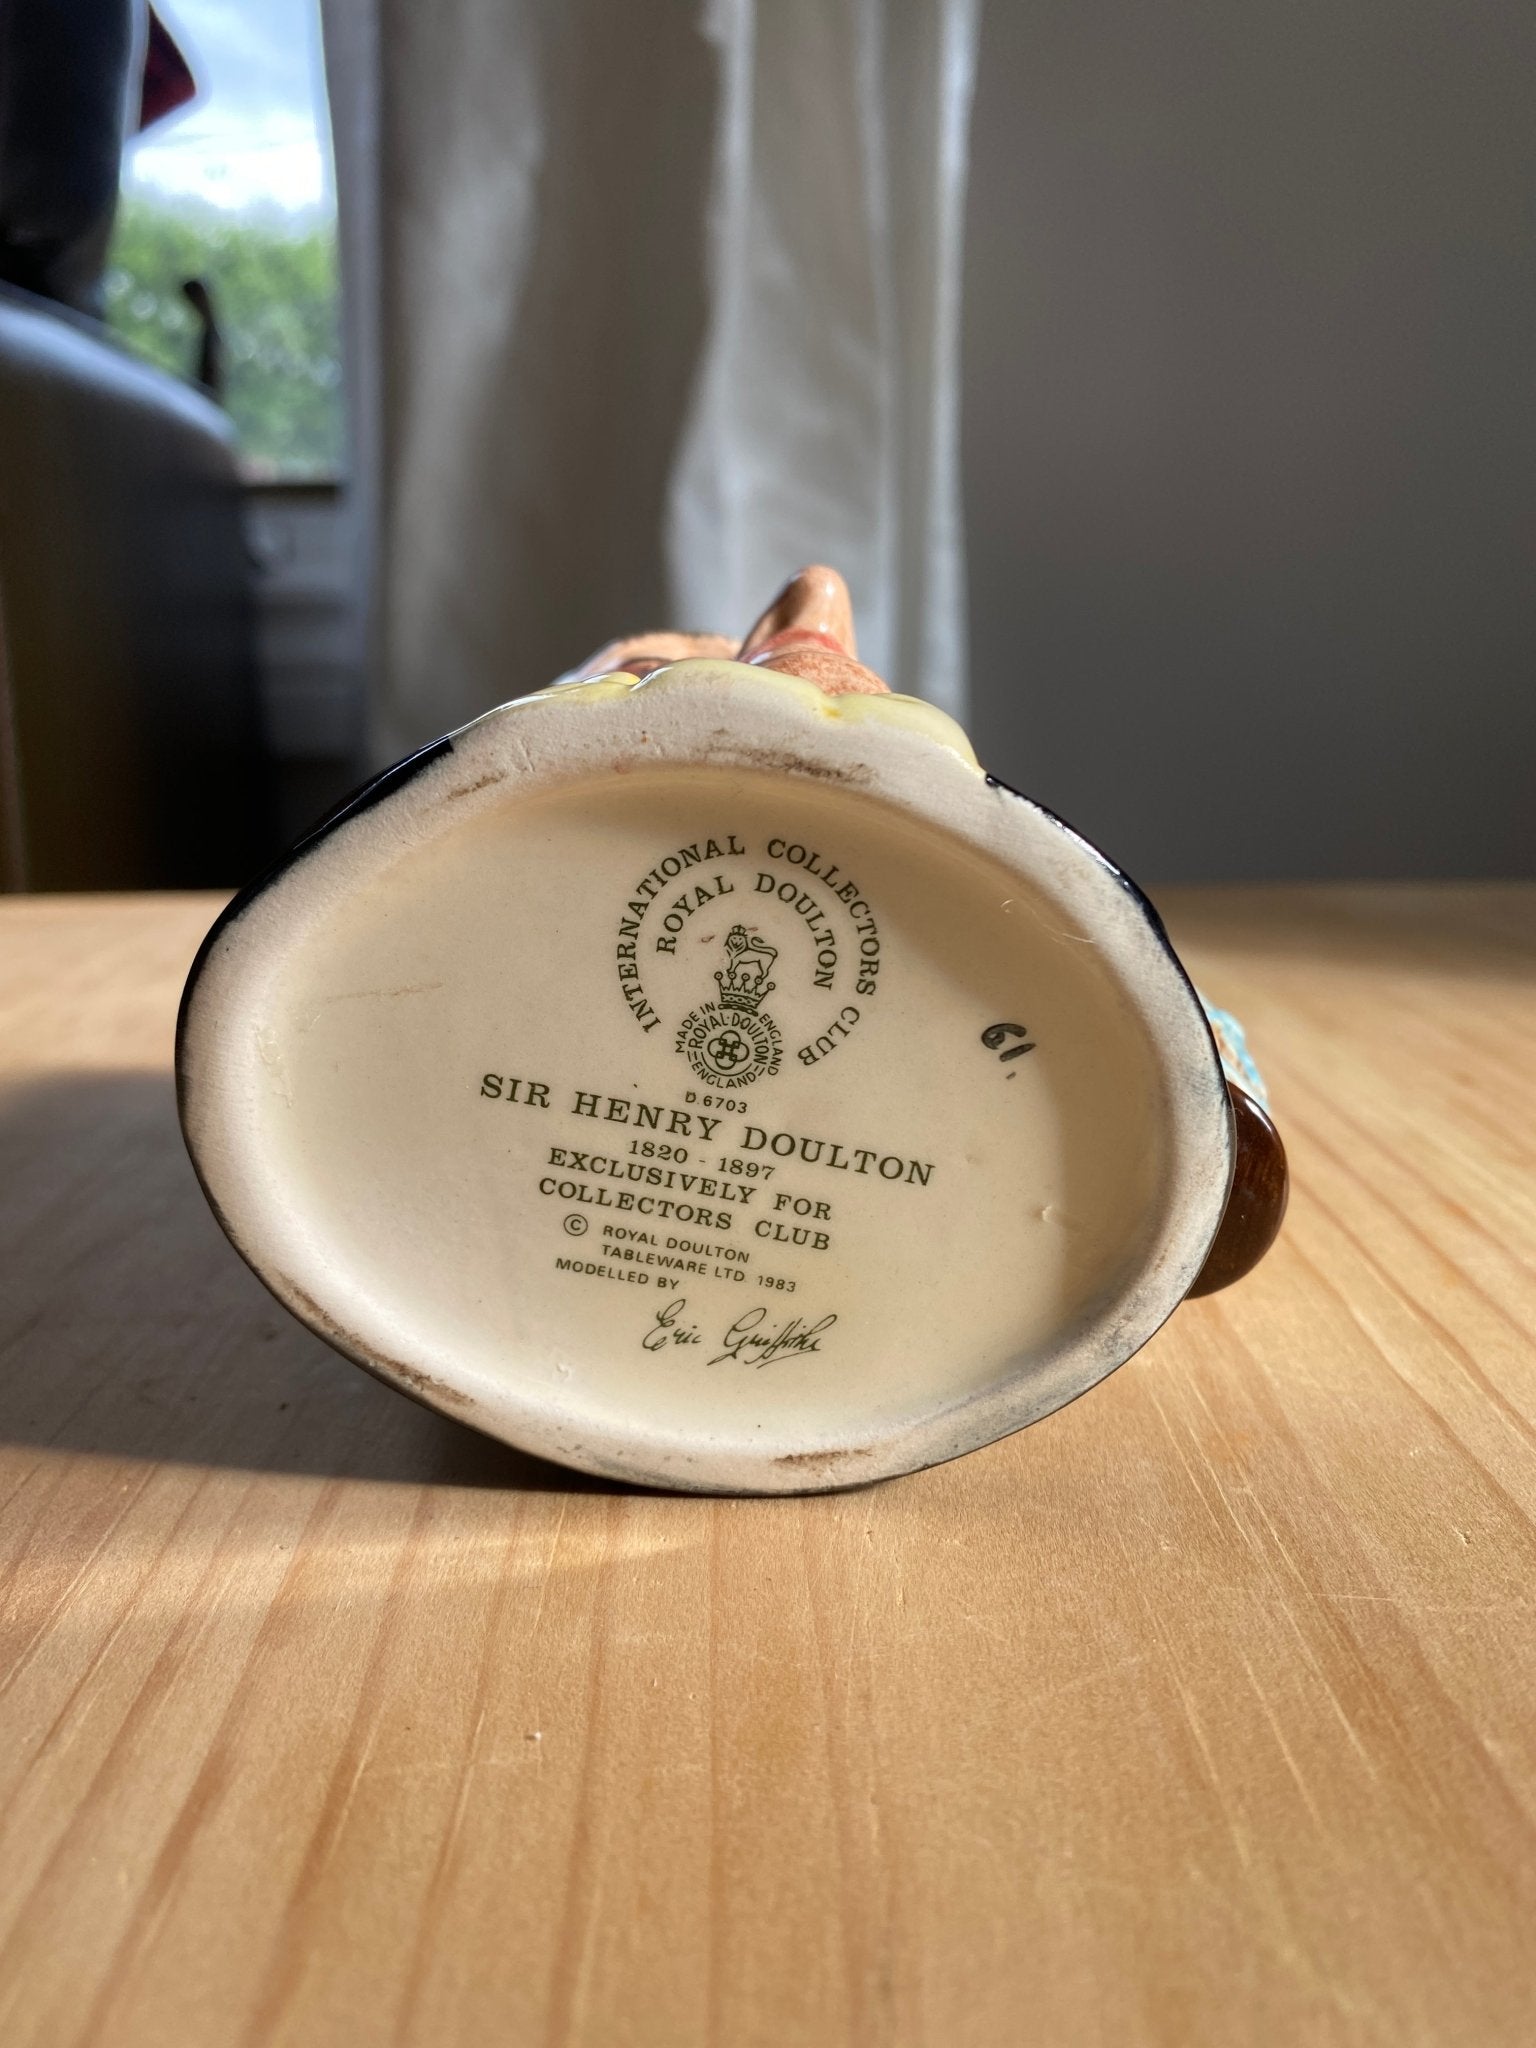 INTERNATIONAL COLLECTORS CLUB
ROYAL DOULTON
MADE IN ENGLAND
ROYAL·DOULTON
ENGLAND
D.6703
SIR HENRY DOULTON
1820 - 1897
EXCLUSIVELY FOR
COLLECTORS CLUB
© ROYAL DOULTON
TABLEWARE LTD 1983
MODELLED BY
Eric Griffiths
61.